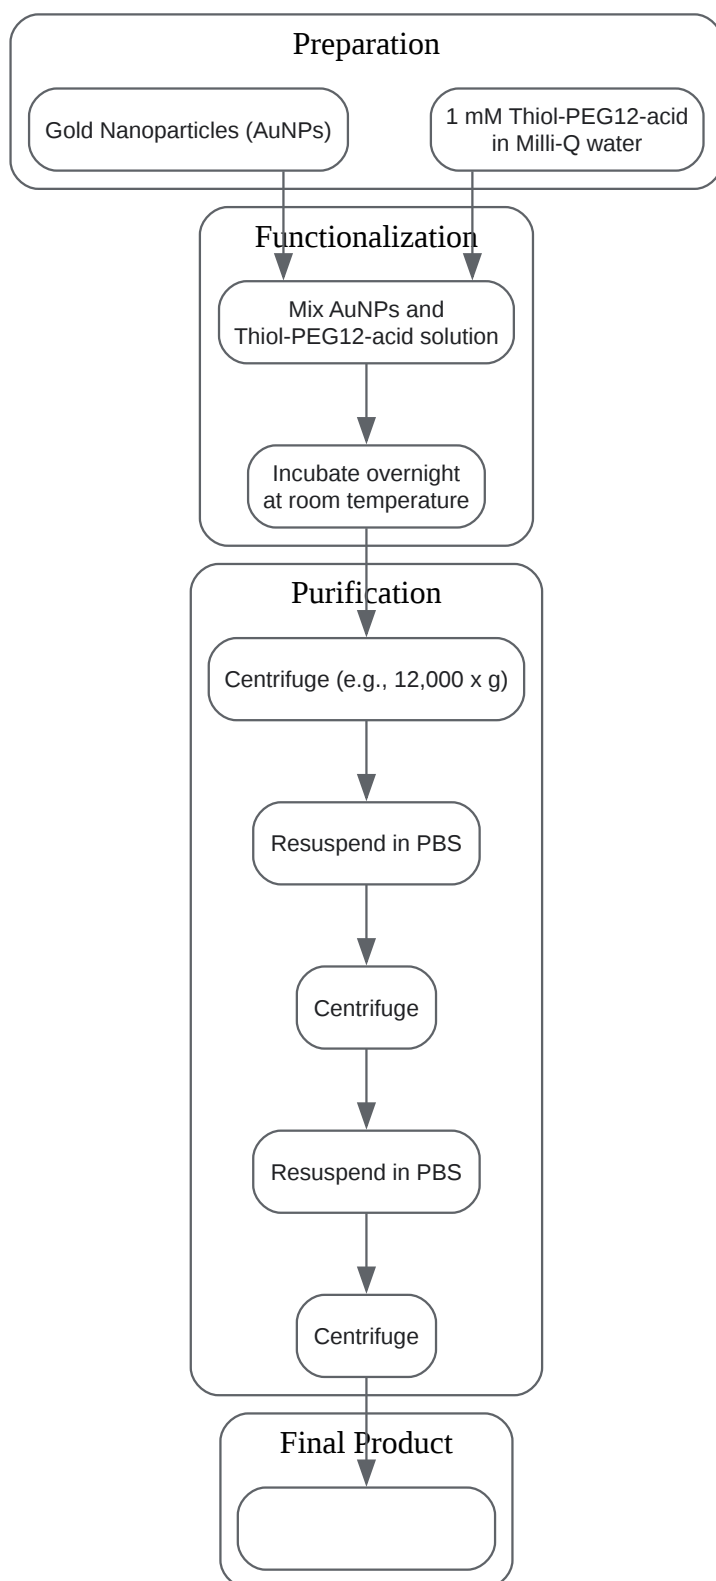 Preparation
Gold Nanoparticles (AuNPs)
1 mM Thiol-PEG12-acid
in Milli-Q water
Functionalization
Mix AuNPs and
Thiol-PEG12-acid solution
Incubate overnight
at room temperature
Purification
Centrifuge (e.g., 12,000 x g)
Resuspend in PBS
Centrifuge
Resuspend in PBS
Centrifuge
Final Product